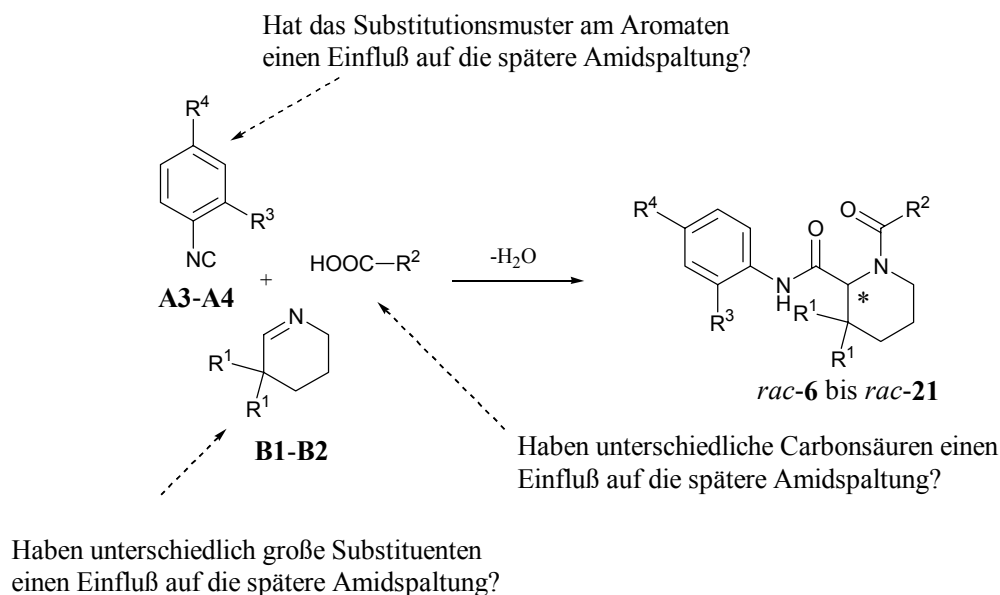 Hat das Substitutionsmuster am Aromaten
einen Einfluß auf die spätere Amidspaltung?
R4
R3
NC
A3-A4
+
HOOC
R2
-H2O
N
R1
R1
B1-B2
R4
R3
N
H
O
O
R2
N
*
R1
R1
rac-6 bis rac-21
Haben unterschiedliche Carbonsäuren einen
Einfluß auf die spätere Amidspaltung?
Haben unterschiedlich große Substituenten
einen Einfluß auf die spätere Amidspaltung?